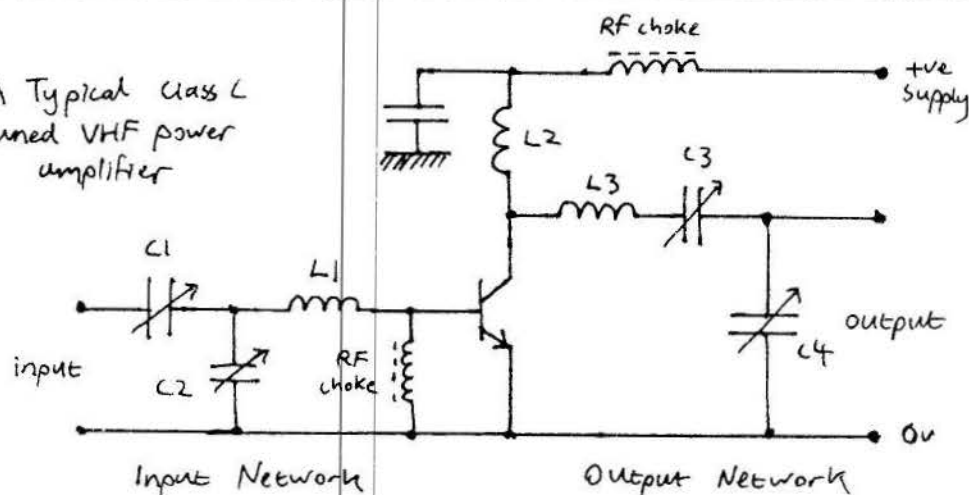 RF choke
+ve
supply
Typical Class C
tuned VHF power
amplifier
L2
C3
L3
C1
L1
input
C2
RF
choke
output
C4
0v
Input Network
Output Network